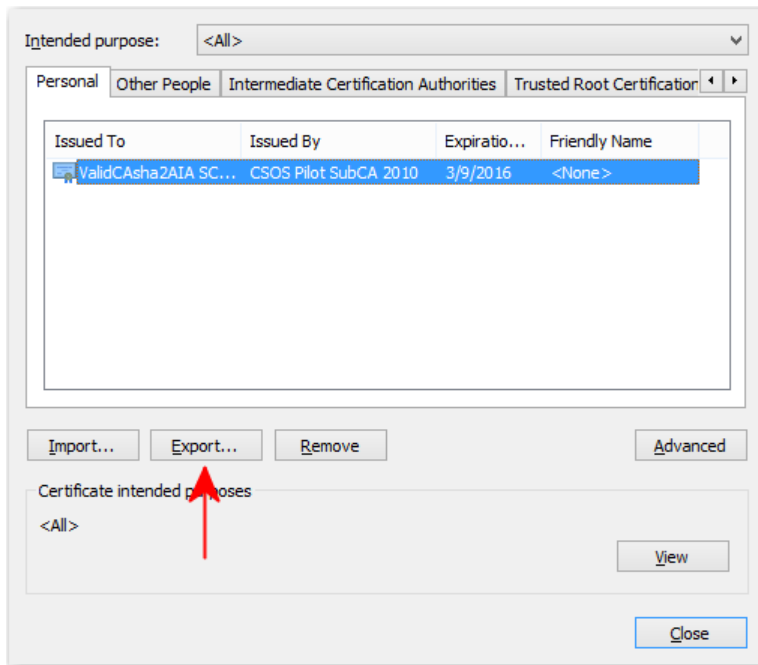 Intended purpose: <All>
Personal Other People Intermediate Certification Authorities Trusted Root Certification
Issued To Issued By Expiratio... Friendly Name
ValidCAsha2AIA SC... CSOS Pilot SubCA 2010 3/9/2016 <None>
Import... Export... Remove Advanced
Certificate intended purposes
<All>
View
Close